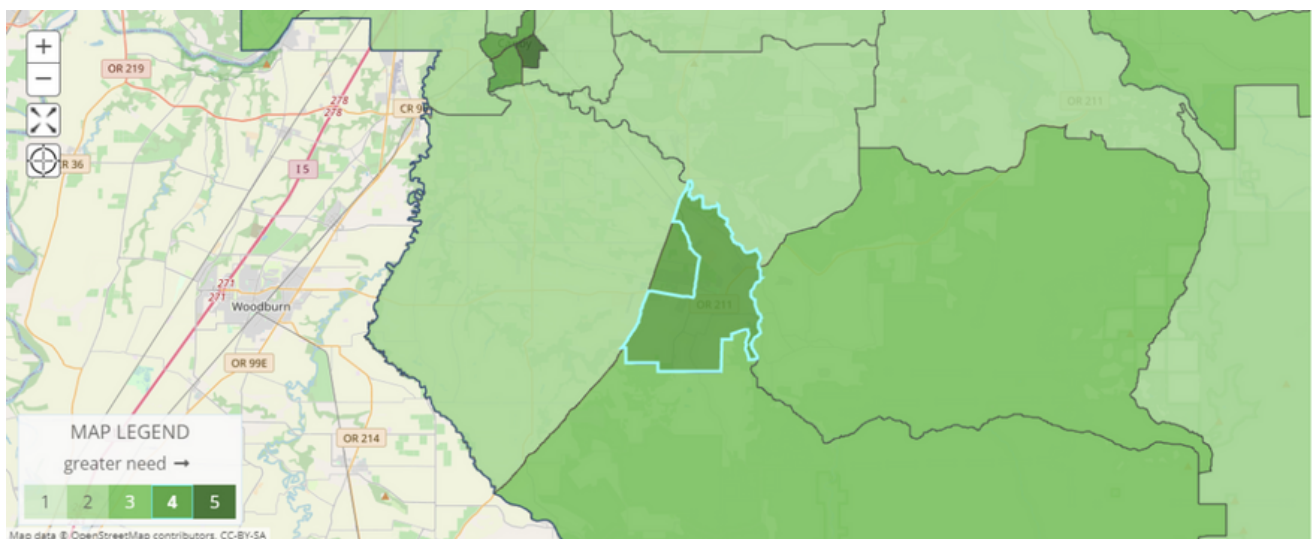 +
−
OR 219
278
278
CR 9
OR 211
R 36
I 5
271
271
Woodburn
OR 211
OR 99E
OR 214
MAP LEGEND
greater need →
1 2 3 4 5
Map data © OpenStreetMap contributors, CC-BY-SA